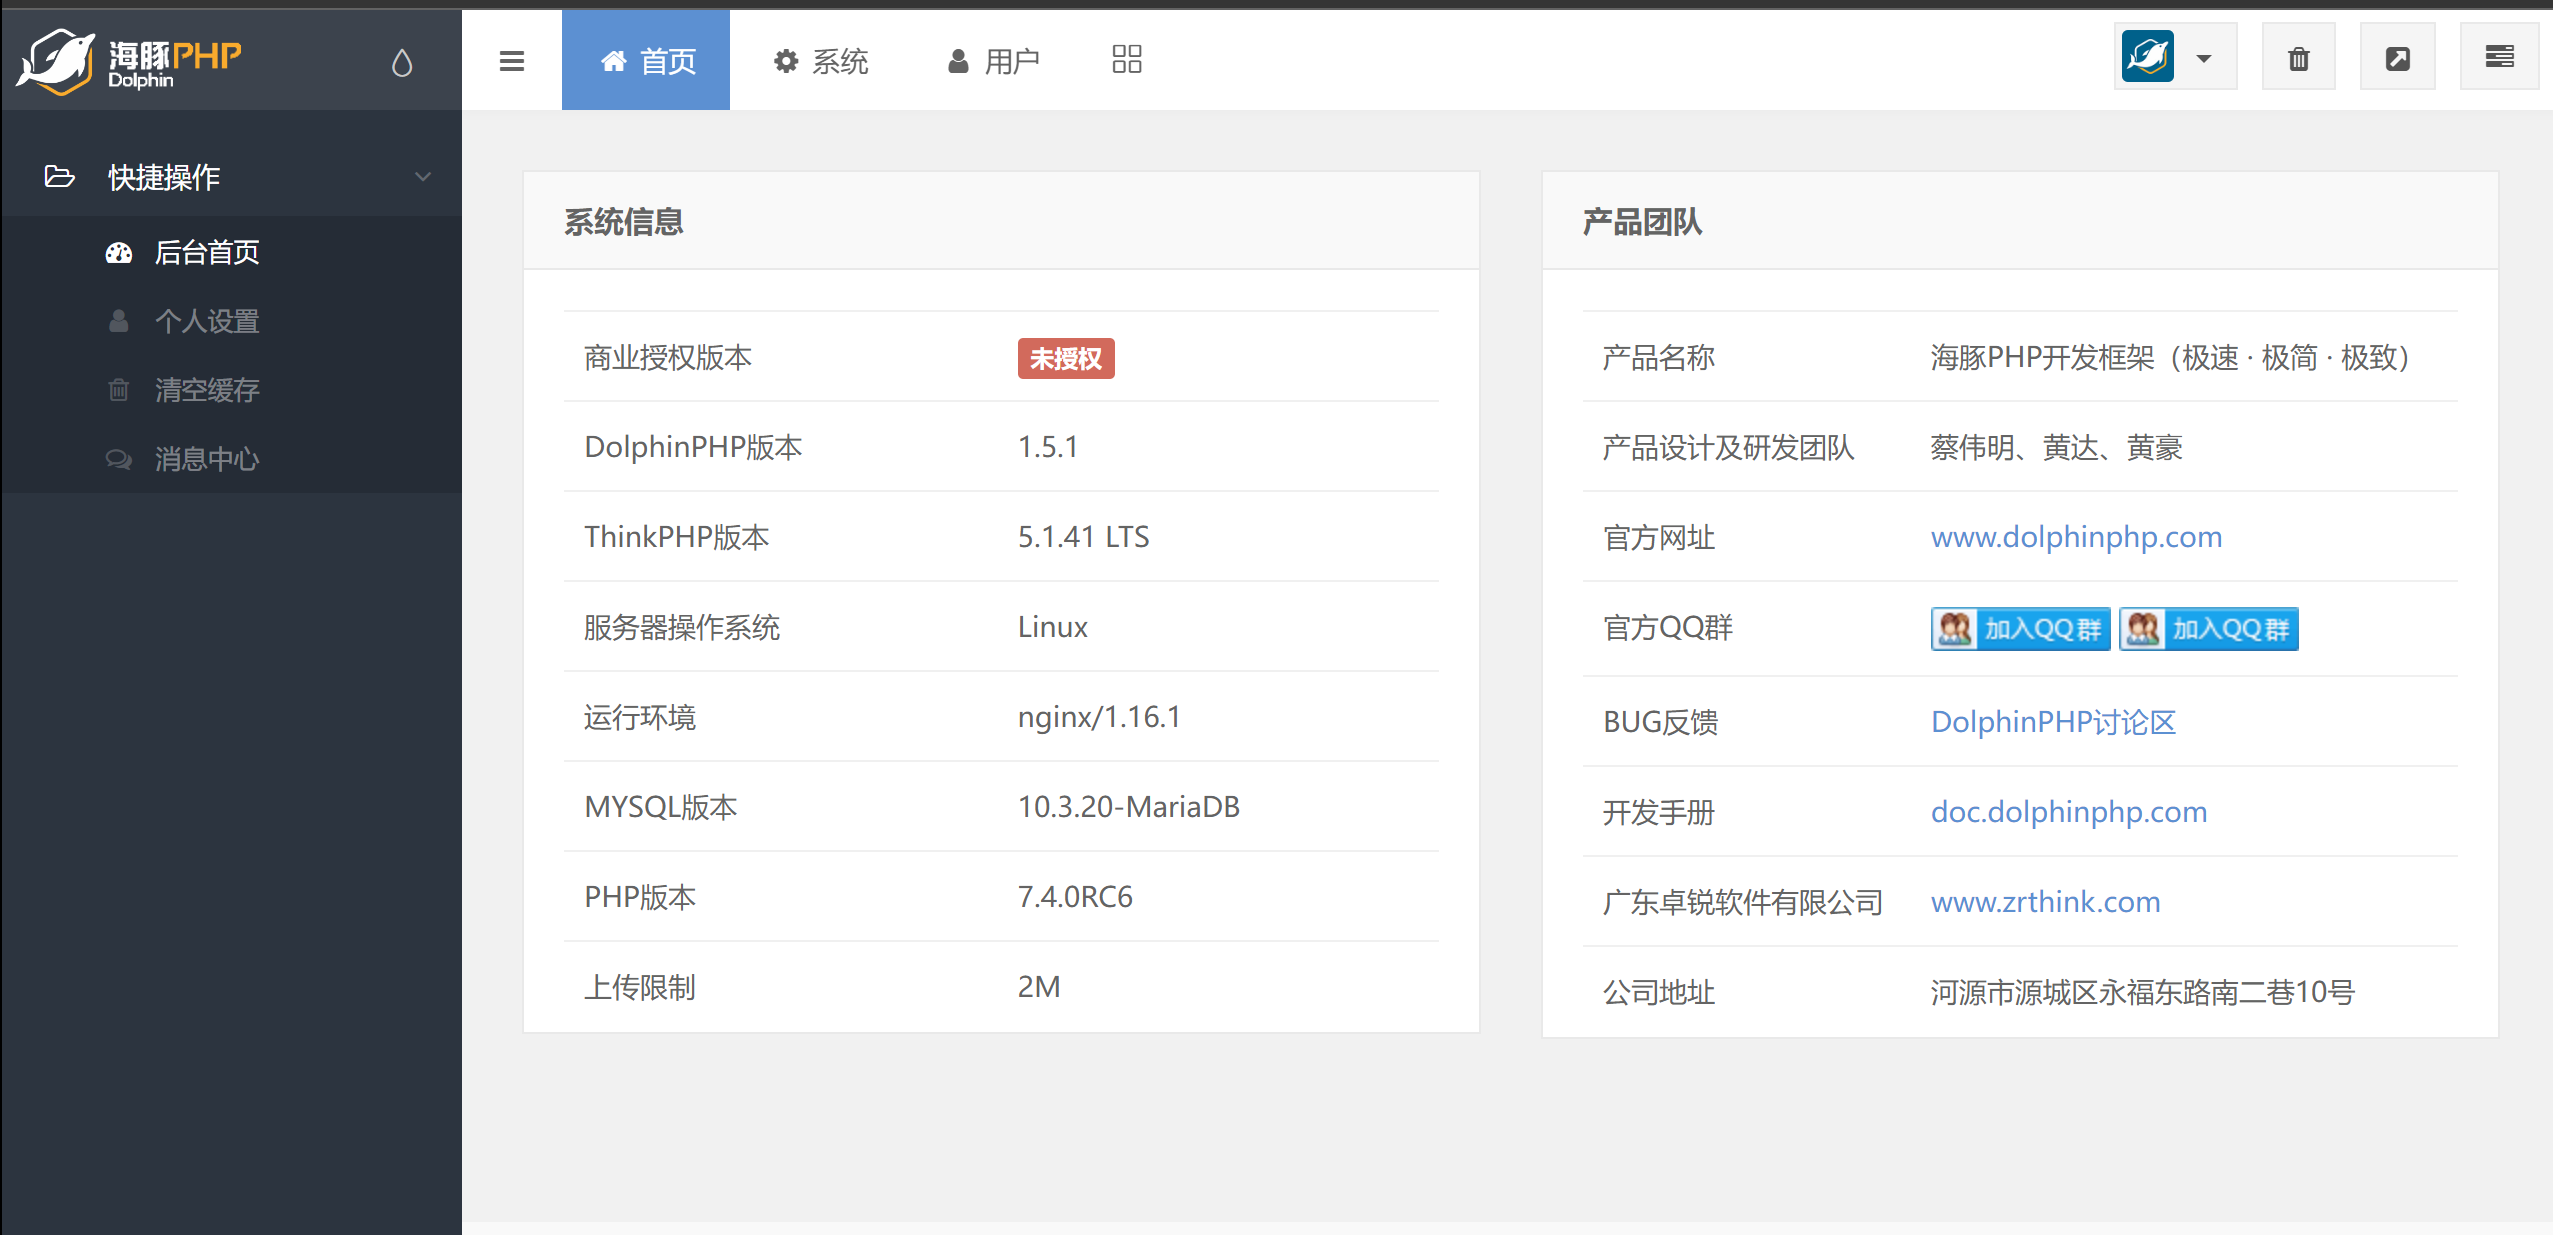 海豚PHP
Dolphin
首页
系统
用户
快捷操作
后台首页
个人设置
清空缓存
消息中心
系统信息
商业授权版本 未授权
DolphinPHP版本 1.5.1
ThinkPHP版本 5.1.41 LTS
服务器操作系统 Linux
运行环境 nginx/1.16.1
MYSQL版本 10.3.20-MariaDB
PHP版本 7.4.0RC6
上传限制 2M
产品团队
产品名称 海豚PHP开发框架（极速 · 极简 · 极致）
产品设计及研发团队 蔡伟明、黄达、黄豪
官方网址 www.dolphinphp.com
官方QQ群 加入QQ群 加入QQ群
BUG反馈 DolphinPHP讨论区
开发手册 doc.dolphinphp.com
广东卓锐软件有限公司 www.zrthink.com
公司地址 河源市源城区永福东路南二巷10号